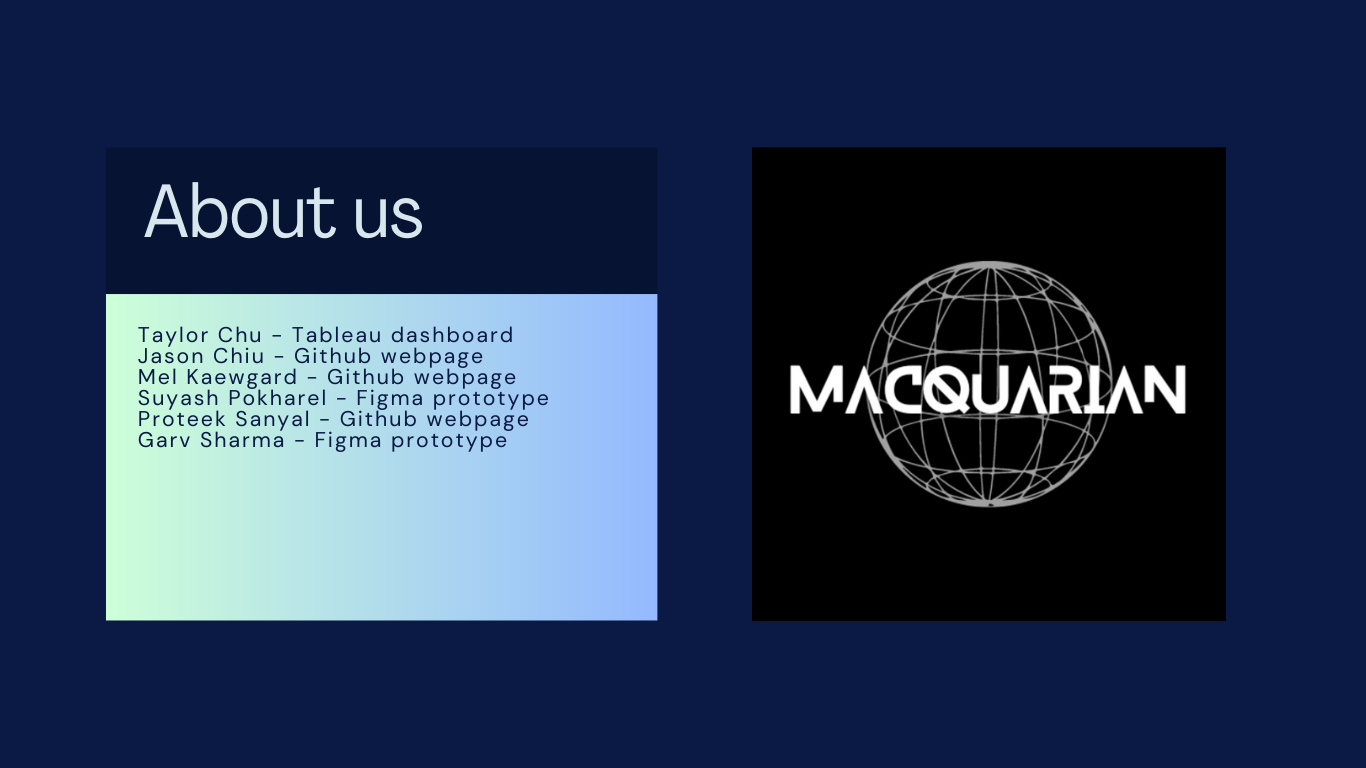 About us
Taylor Chu - Tableau dashboard
Jason Chiu - Github webpage
Mel Kaewgard - Github webpage
Suyash Pokharel - Figma prototype
Proteek Sanyal - Github webpage
Garv Sharma - Figma prototype
MACQUARIAN